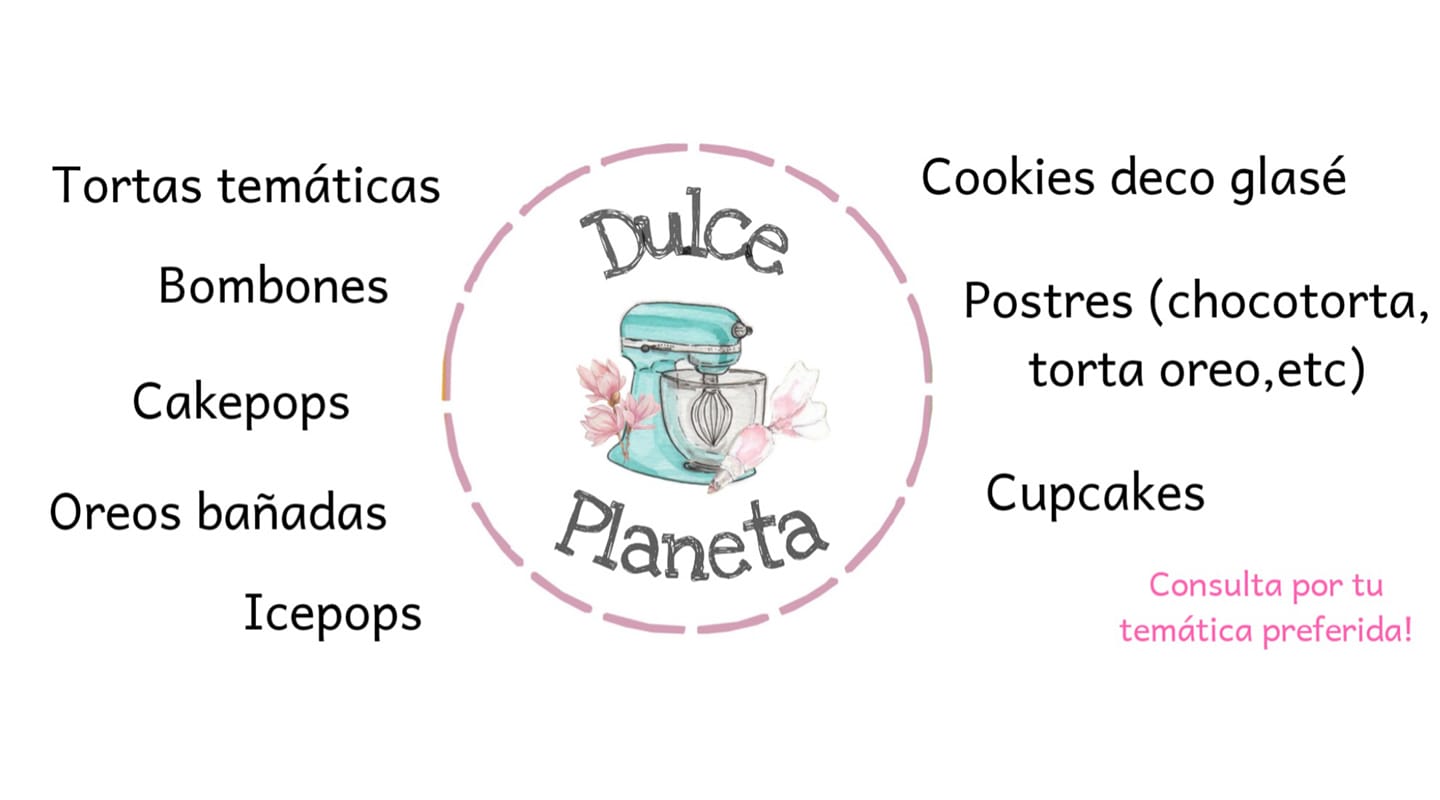 Tortas temáticas
Bombones
Cakepops
Oreos bañadas
Icepops
Dulce
Planeta
Cookies deco glasé
Postres (chocotorta,
torta oreo,etc)
Cupcakes
Consulta por tu
temática preferida!